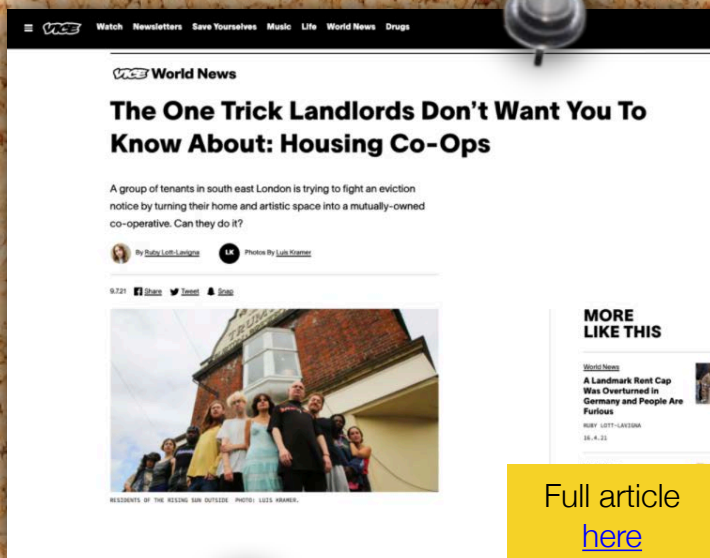 VICE Watch Newsletters Save Yourselves Music Life World News Drugs
VICE World News
The One Trick Landlords Don't Want You To
Know About: Housing Co-Ops
A group of tenants in south east London is trying to fight an eviction
notice by turning their home and artistic space into a mutually-owned
co-operative. Can they do it?
By Ruby Lott-Lavigna LK Photos By Luis Kramer
9.7.21 Share Tweet Snap
TRUM
RESIDENTS OF THE RISING SUN OUTSIDE PHOTO: LUIS KRAMER.
MORE
LIKE THIS
World News
A Landmark Rent Cap
Was Overturned in
Germany and People Are
Furious
RUBY LOTT-LAVIGNA
16.4.21
Full article
here